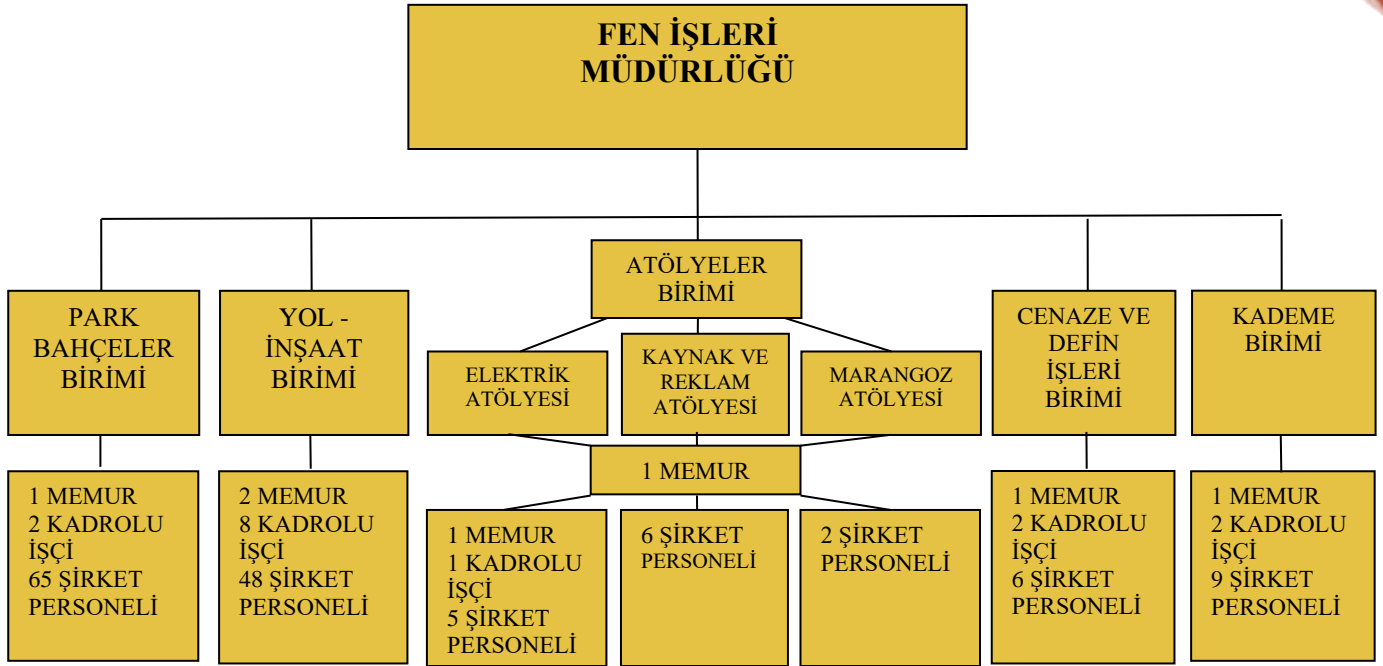 FEN İŞLERİ
MÜDÜRLÜĞÜ
PARK
BAHÇELER
BİRİMİ
YOL -
İNŞAAT
BİRİMİ
ATÖLYELER
BİRİMİ
CENAZE VE
DEFİN
İŞLERİ
BİRİMİ
KADEME
BİRİMİ
ELEKTRİK
ATÖLYESİ
KAYNAK VE
REKLAM
ATÖLYESİ
MARANGOZ
ATÖLYESİ
1 MEMUR
1 MEMUR
2 KADROLU
İŞÇİ
65 ŞİRKET
PERSONELİ
2 MEMUR
8 KADROLU
İŞÇİ
48 ŞİRKET
PERSONELİ
1 MEMUR
1 KADROLU
İŞÇİ
5 ŞİRKET
PERSONELİ
6 ŞİRKET
PERSONELİ
2 ŞİRKET
PERSONELİ
1 MEMUR
2 KADROLU
İŞÇİ
6 ŞİRKET
PERSONELİ
1 MEMUR
2 KADROLU
İŞÇİ
9 ŞİRKET
PERSONELİ